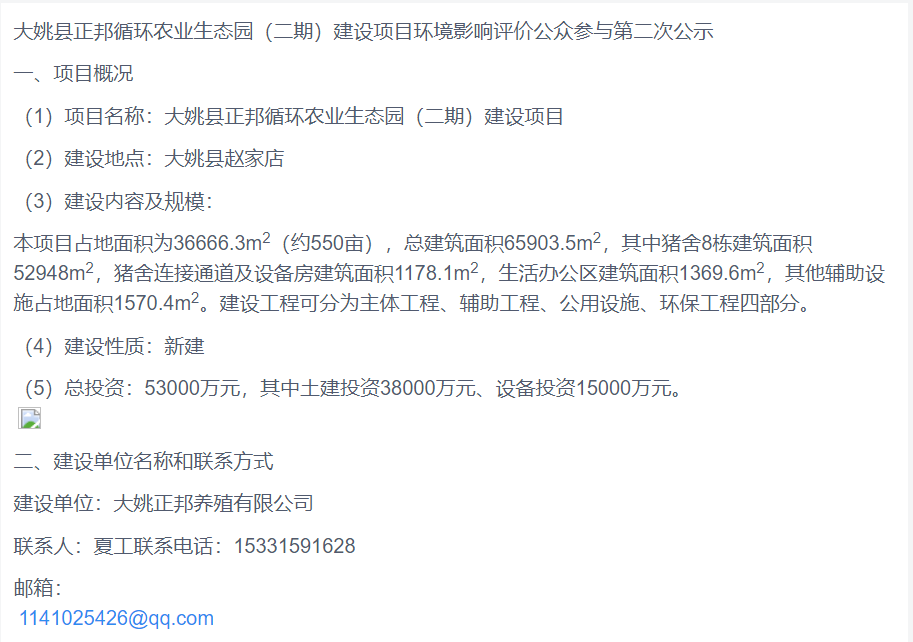 大姚县正邦循环农业生态园（二期）建设项目环境影响评价公众参与第二次公示
一、项目概况
（1）项目名称：大姚县正邦循环农业生态园（二期）建设项目
（2）建设地点：大姚县赵家店
（3）建设内容及规模：
本项目占地面积为36666.3m²（约550亩），总建筑面积65903.5m²，其中猪舍8栋建筑面积
52948m²，猪舍连接通道及设备房建筑面积1178.1m²，生活办公区建筑面积1369.6m²，其他辅助设
施占地面积1570.4m²。建设工程可分为主体工程、辅助工程、公用设施、环保工程四部分。
（4）建设性质：新建
（5）总投资：53000万元，其中土建投资38000万元、设备投资15000万元。
二、建设单位名称和联系方式
建设单位：大姚正邦养殖有限公司
联系人：夏工联系电话：15331591628
邮箱：
1141025426@qq.com